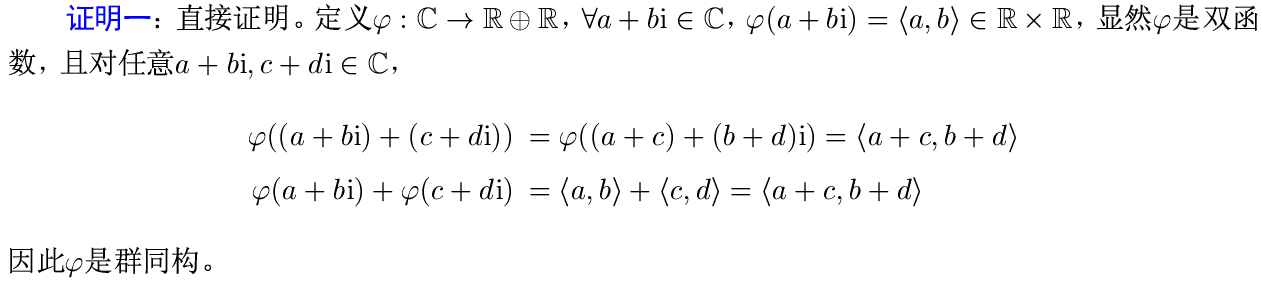 证明一：直接证明。定义φ : ℂ → ℝ ⊕ ℝ，∀a + bi ∈ ℂ，φ(a + bi) = ⟨a, b⟩ ∈ ℝ × ℝ，显然φ是双函
数，且对任意a + bi, c + di ∈ ℂ，
φ((a + bi) + (c + di)) = φ((a + c) + (b + d)i) = ⟨a + c, b + d⟩
φ(a + bi) + φ(c + di) = ⟨a, b⟩ + ⟨c, d⟩ = ⟨a + c, b + d⟩
因此φ是群同构。